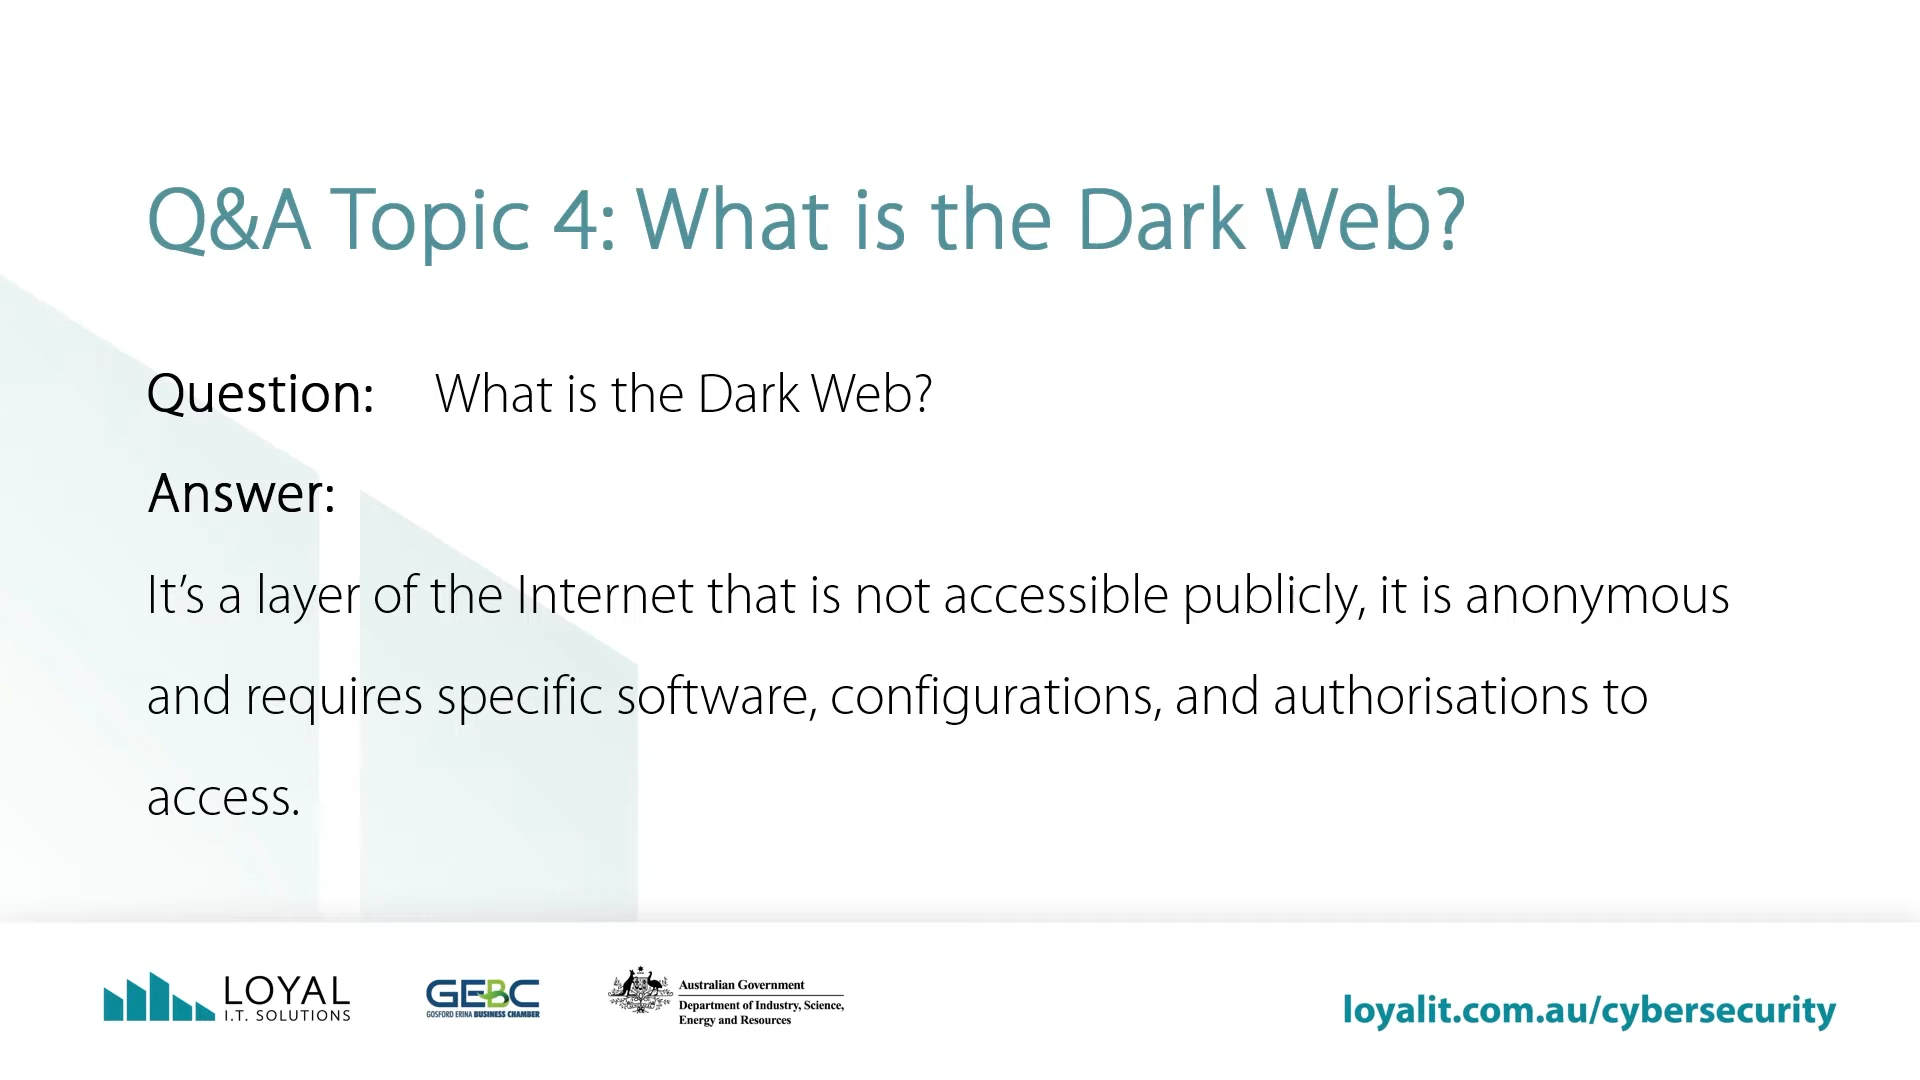 Q&A Topic 4: What is the Dark Web?
Question: What is the Dark Web?
Answer:
It’s a layer of the Internet that is not accessible publicly, it is anonymous
and requires specific software, configurations, and authorisations to
access.
LOYAL
I.T. SOLUTIONS
GEBC
GOSFORD ERINA BUSINESS CHAMBER
Australian Government
Department of Industry, Science,
Energy and Resources
loyalit.com.au/cybersecurity